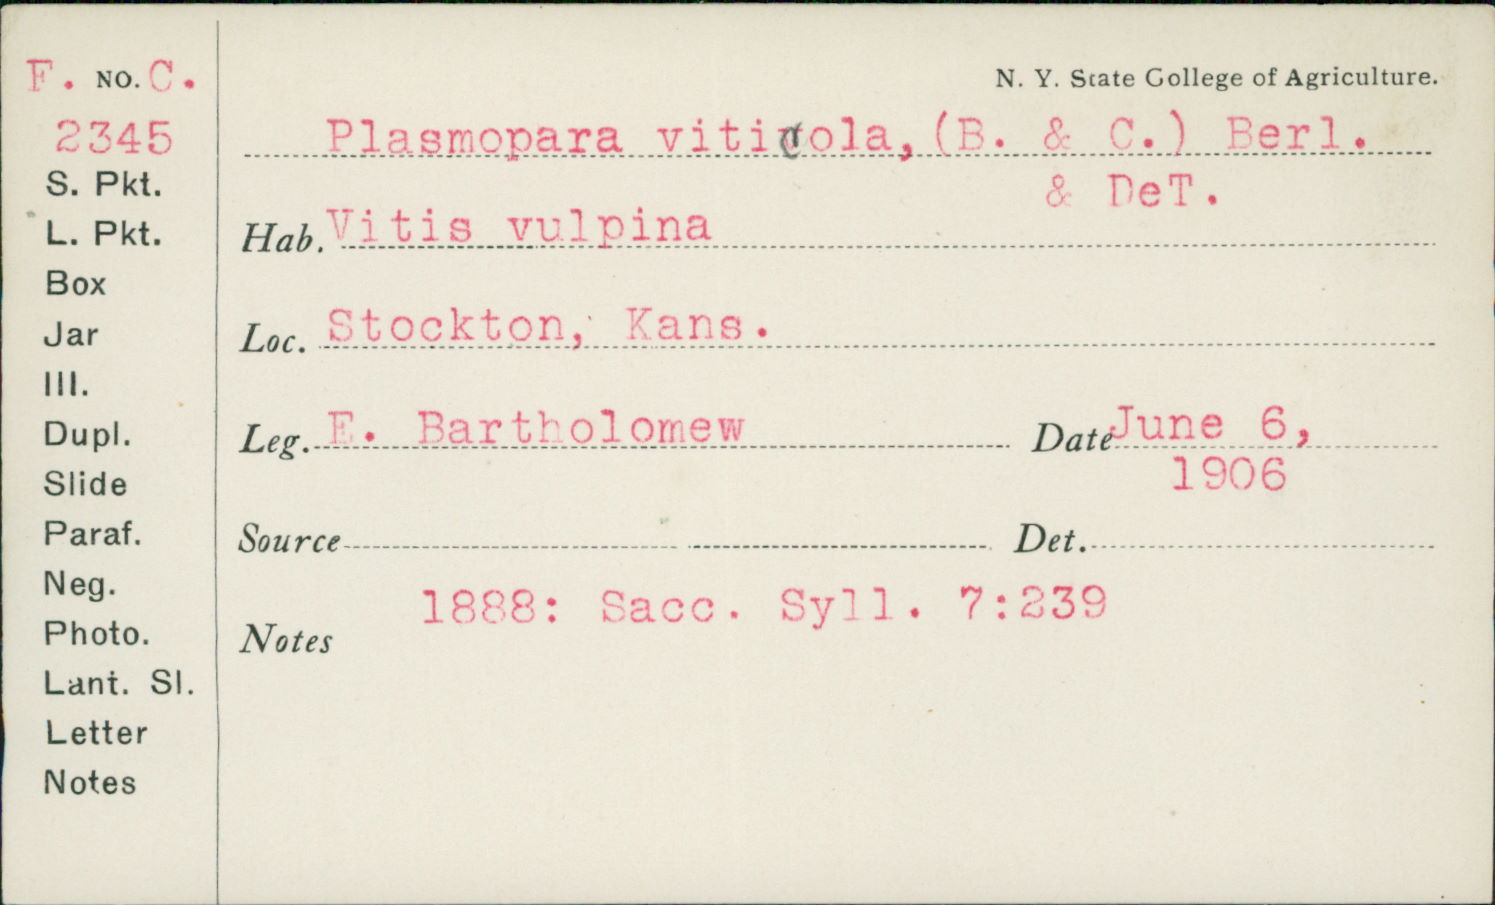 F. NO. C.
2345
S. Pkt.
L. Pkt.
Box
Jar
Ill.
Dupl.
Slide
Paraf.
Neg.
Photo.
Lant. Sl.
Letter
Notes
N. Y. State College of Agriculture.
Plasmopara viticola, (B. & C.) Berl.
& DeT.
Hab. Vitis vulpina
Loc. Stockton, Kans.
Leg. E. Bartholomew Date June 6,
1906
Source Det.
1888: Sacc. Syll. 7:239
Notes